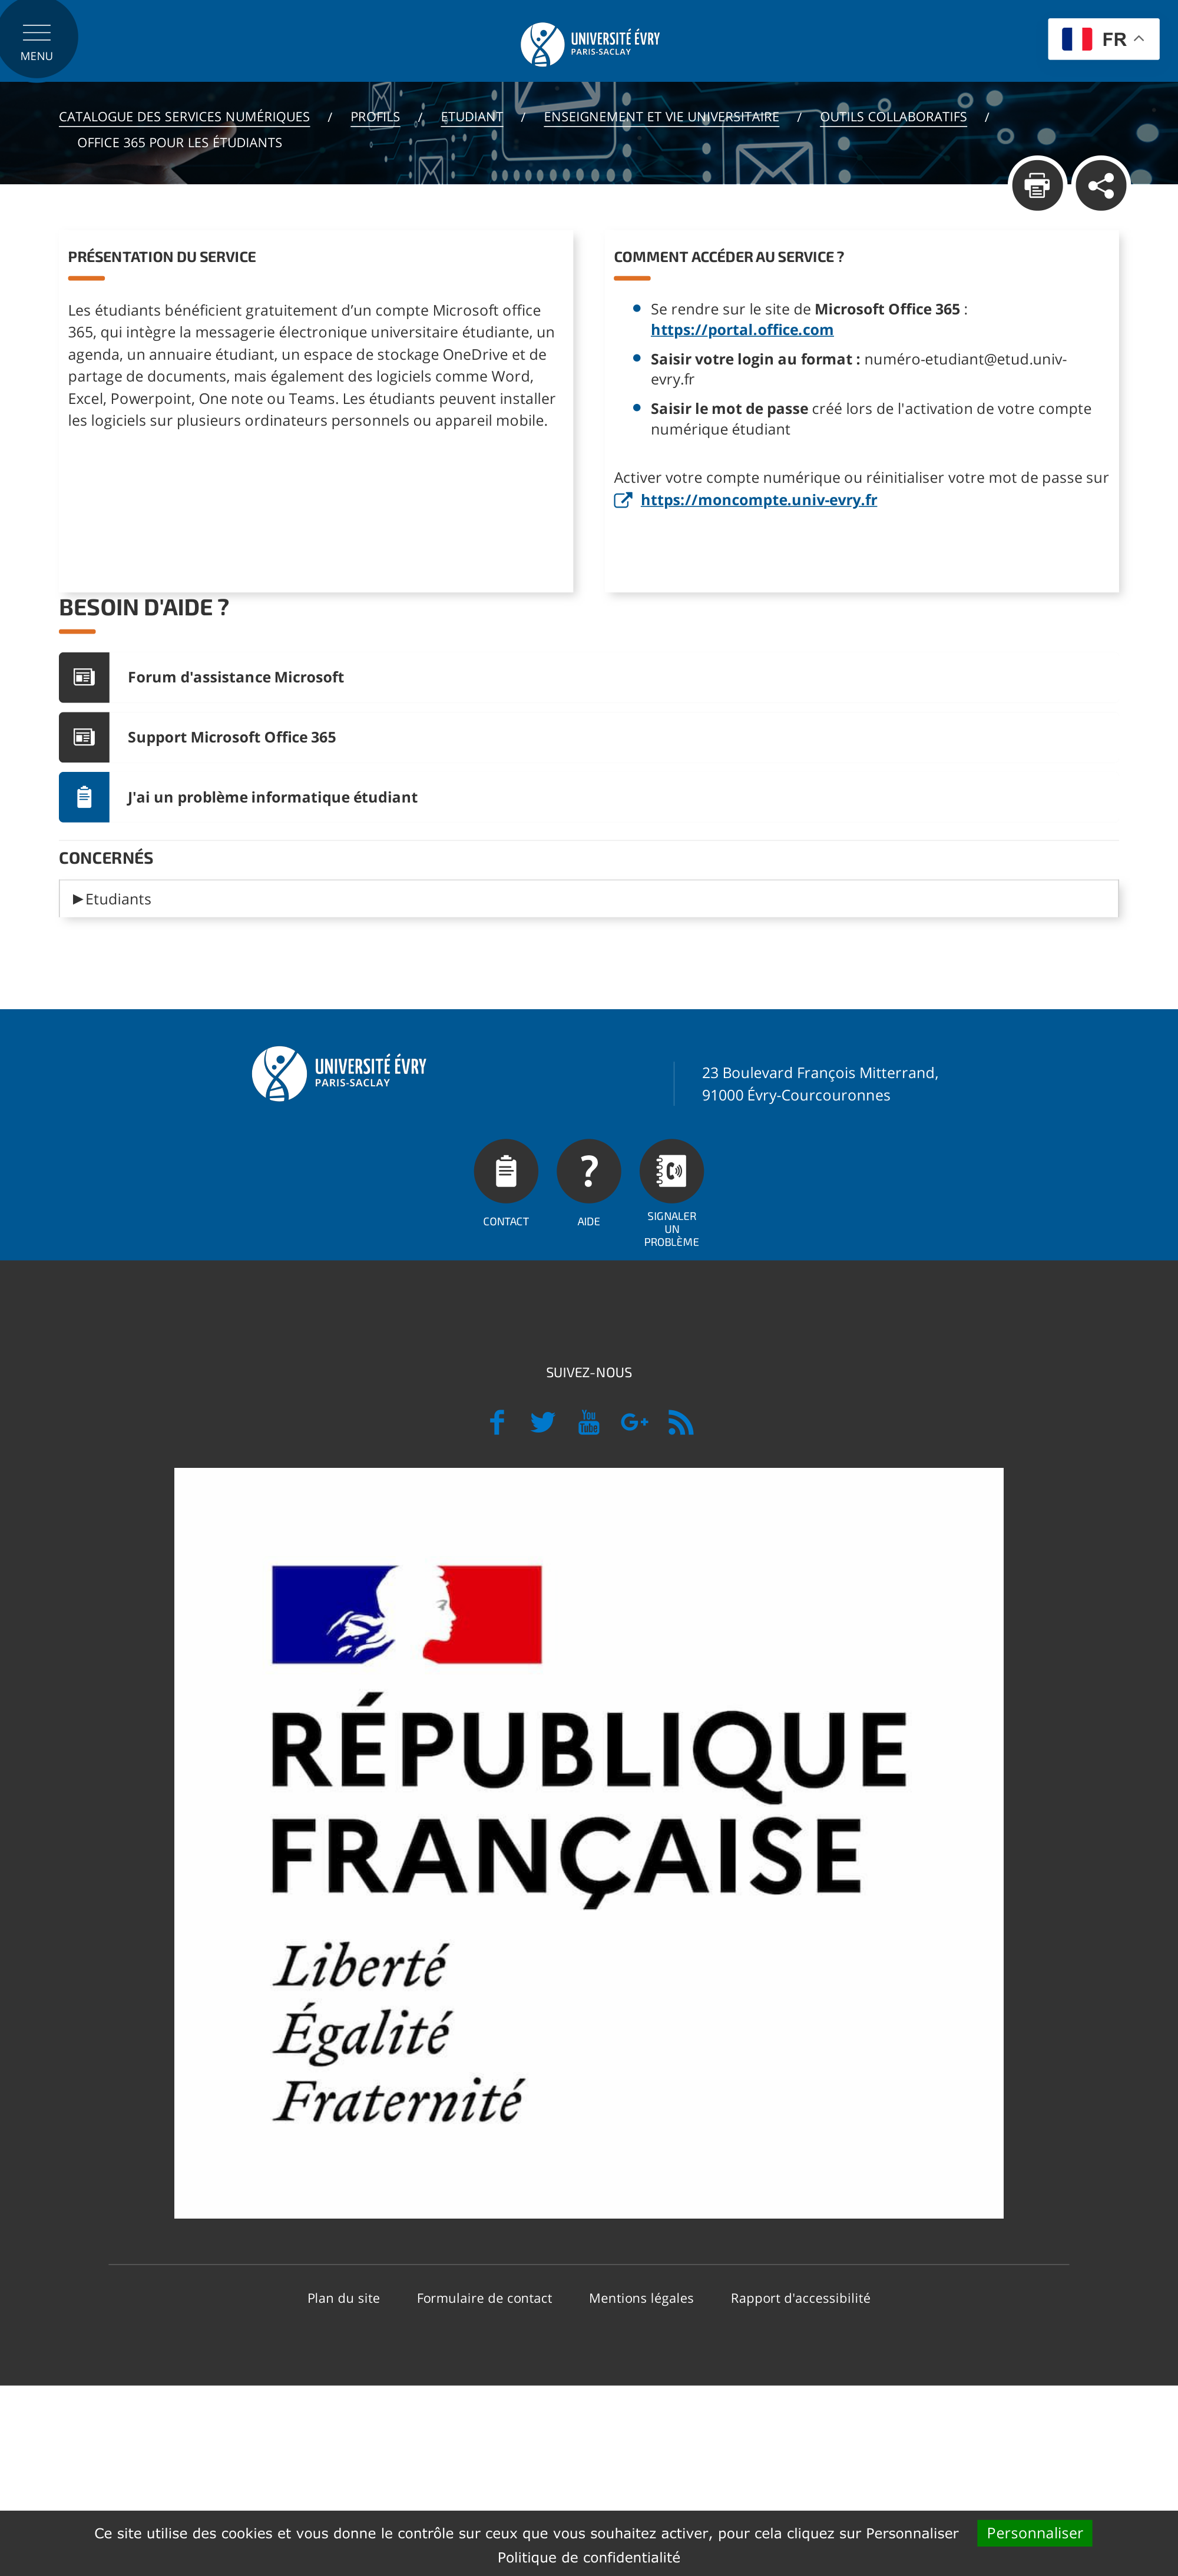 MENU
UNIVERSITÉ ÉVRY
PARIS-SACLAY
FR
CATALOGUE DES SERVICES NUMÉRIQUES / PROFILS / ETUDIANT / ENSEIGNEMENT ET VIE UNIVERSITAIRE / OUTILS COLLABORATIFS /
OFFICE 365 POUR LES ÉTUDIANTS
PRÉSENTATION DU SERVICE
Les étudiants bénéficient gratuitement d’un compte Microsoft office
365, qui intègre la messagerie électronique universitaire étudiante, un
agenda, un annuaire étudiant, un espace de stockage OneDrive et de
partage de documents, mais également des logiciels comme Word,
Excel, Powerpoint, One note ou Teams. Les étudiants peuvent installer
les logiciels sur plusieurs ordinateurs personnels ou appareil mobile.
COMMENT ACCÉDER AU SERVICE ?
Se rendre sur le site de Microsoft Office 365 :
https://portal.office.com
Saisir votre login au format : numéro-etudiant@etud.univ-
evry.fr
Saisir le mot de passe créé lors de l'activation de votre compte
numérique étudiant
Activer votre compte numérique ou réinitialiser votre mot de passe sur
https://moncompte.univ-evry.fr
BESOIN D'AIDE ?
Forum d'assistance Microsoft
Support Microsoft Office 365
J'ai un problème informatique étudiant
CONCERNÉS
Etudiants
UNIVERSITÉ ÉVRY
PARIS-SACLAY
23 Boulevard François Mitterrand,
91000 Évry-Courcouronnes
CONTACT
AIDE
SIGNALER
UN
PROBLÈME
SUIVEZ-NOUS
You
Tube
RÉPUBLIQUE
FRANÇAISE
Liberté
Égalité
Fraternité
Plan du site Formulaire de contact Mentions légales Rapport d'accessibilité
Ce site utilise des cookies et vous donne le contrôle sur ceux que vous souhaitez activer, pour cela cliquez sur Personnaliser Personnaliser
Politique de confidentialité